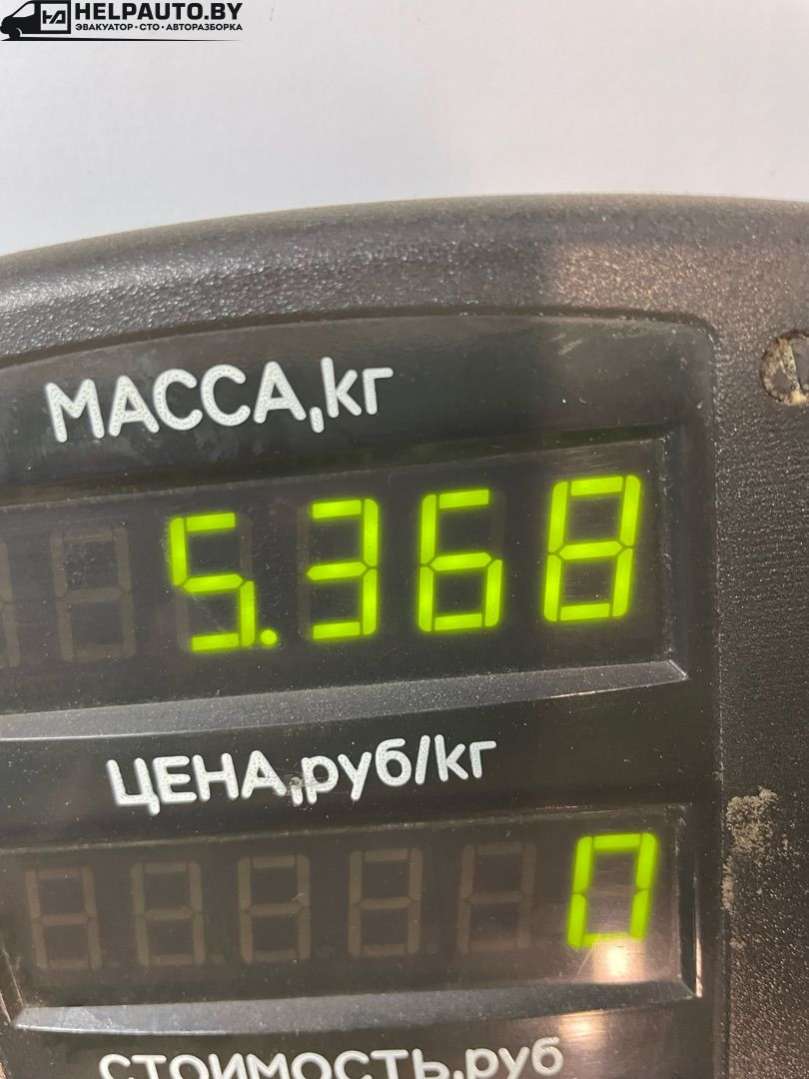 HELPAUTO.BY
ЭВАКУАТОР • СТО • АВТОРАЗБОРКА
МАССА,кг
5.368
ЦЕНА,руб/кг
0
СТОИМОСТЬ,руб